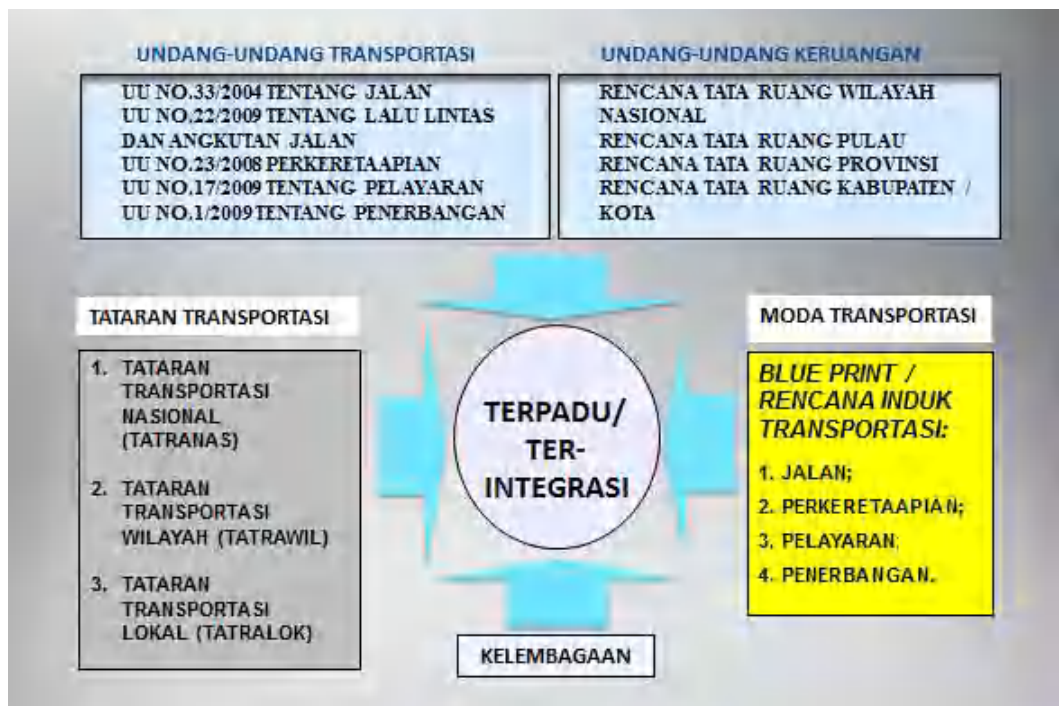 UNDANG-UNDANG TRANSPORTASI
UU NO.33/2004 TENTANG JALAN
UU NO.22/2009 TENTANG LALU LINTAS
DAN ANGKUTAN JALAN
UU NO.23/2008 PERKERETAAPIAN
UU NO.17/2009 TENTANG PELAYARAN
UU NO.1/2009 TENTANG PENERBANGAN
UNDANG-UNDANG KERUANGAN
RENCANA TATA RUANG WILAYAH
NASIONAL
RENCANA TATA RUANG PULAU
RENCANA TATA RUANG PROVINSI
RENCANA TATA RUANG KABUPATEN /
KOTA
TATARAN TRANSPORTASI
1. TATARAN
TRANSPORTASI
NASIONAL
(TATRANAS)
2. TATARAN
TRANSPORTASI
WILAYAH (TATRAWIL)
3. TATARAN
TRANSPORTASI
LOKAL (TATRALOK)
TERPADU/
TER-
INTEGRASI
MODA TRANSPORTASI
BLUE PRINT /
RENCANA INDUK
TRANSPORTASI:
1. JALAN;
2. PERKERETAAPIAN;
3. PELAYARAN;
4. PENERBANGAN.
KELEMBAGAAN